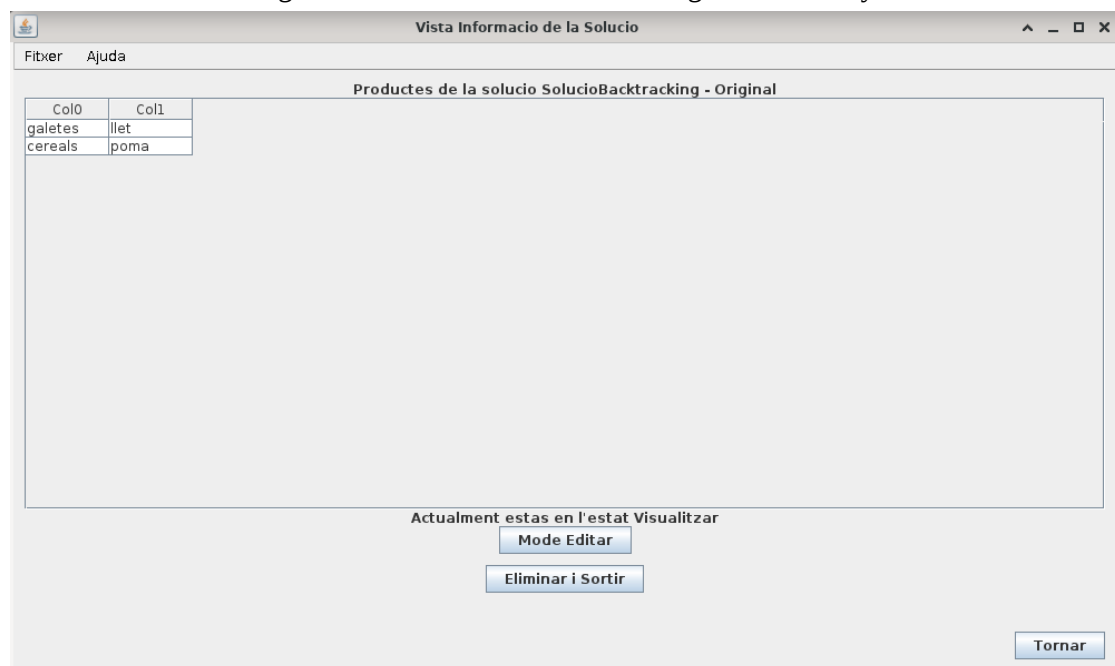 Vista Informacio de la Solucio
Fitxer Ajuda
Productes de la solucio SolucioBacktracking - Original
Col0 Col1
galetes llet
cereals poma
Actualment estas en l'estat Visualitzar
Mode Editar
Eliminar i Sortir
Tornar